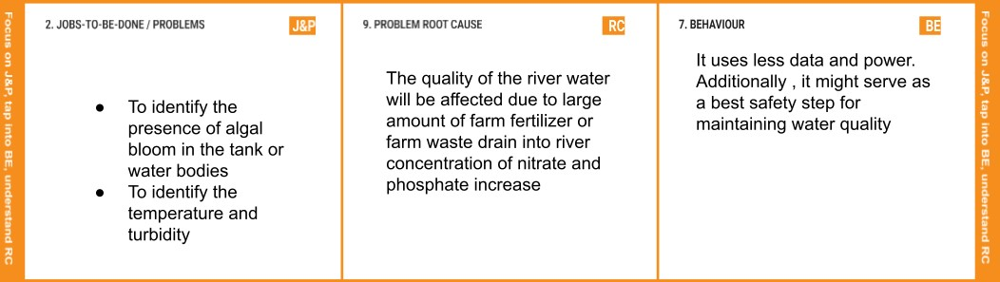 Focus on J&P, tap into BE, understand RC
2. JOBS-TO-BE-DONE / PROBLEMS
J&P
● To identify the
presence of algal
bloom in the tank or
water bodies
● To identify the
temperature and
turbidity
9. PROBLEM ROOT CAUSE
RC
The quality of the river water
will be affected due to large
amount of farm fertilizer or
farm waste drain into river
concentration of nitrate and
phosphate increase
7. BEHAVIOUR
BE
It uses less data and power.
Additionally , it might serve as
a best safety step for
maintaining water quality
Focus on J&P, tap into BE, understand RC